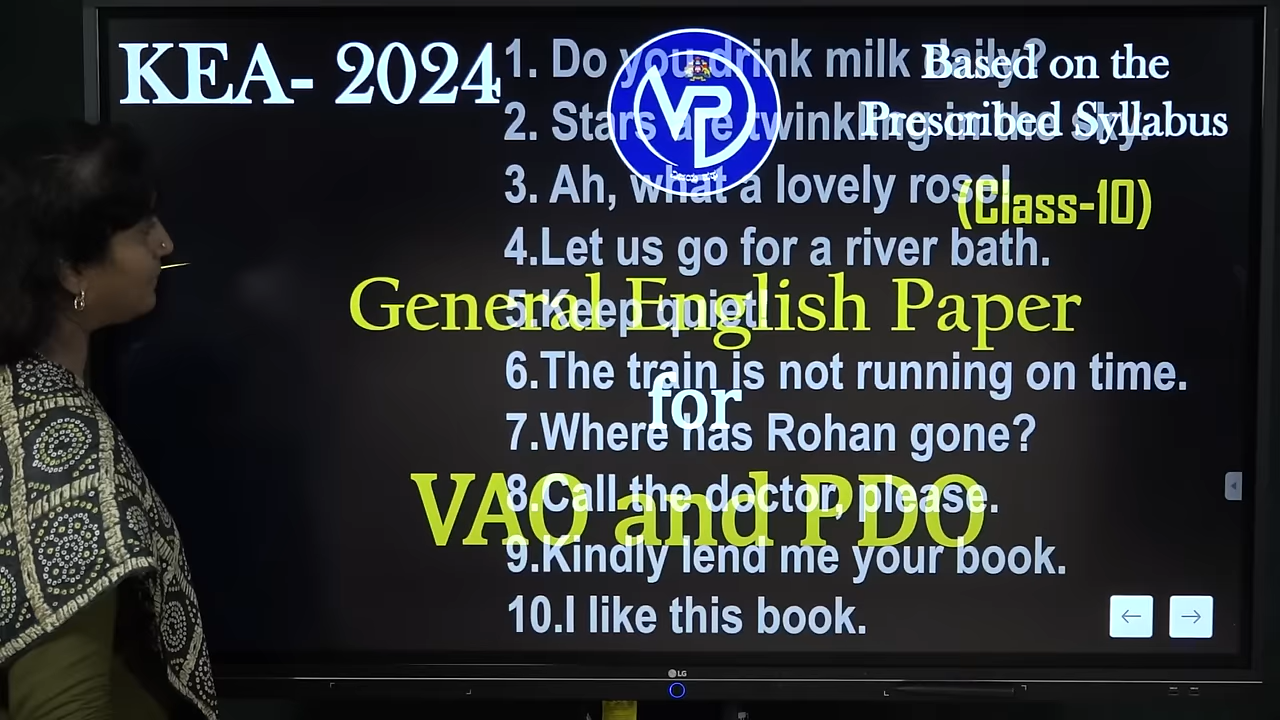 KEA- 2024
Based on the
Prescribed Syllabus
(Class-10)
General English Paper
for
VAO and PDO
VP
1. Do you drink milk daily?
2. Stars are twinkling in the sky.
3. Ah, what a lovely rose!
4.Let us go for a river bath.
5.Keep quiet!
6.The train is not running on time.
7.Where has Rohan gone?
8.Call the doctor, please.
9.Kindly lend me your book.
10.I like this book.
LG